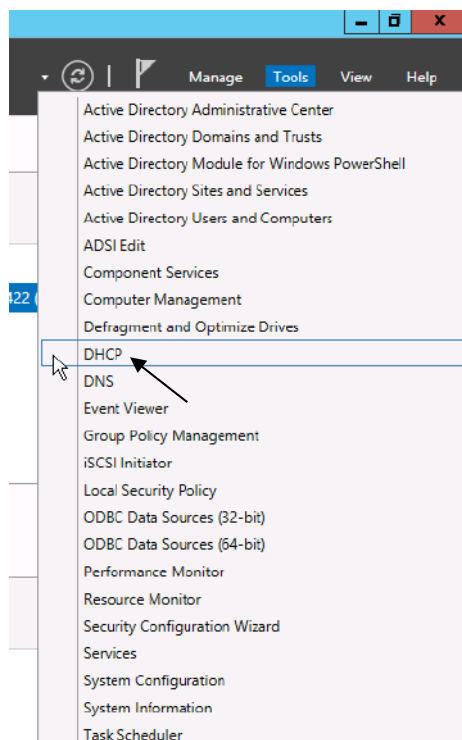 Manage Tools View Help
Active Directory Administrative Center
Active Directory Domains and Trusts
Active Directory Module for Windows PowerShell
Active Directory Sites and Services
Active Directory Users and Computers
ADSI Edit
Component Services
422 (
Computer Management
Defragment and Optimize Drives
DHCP
DNS
Event Viewer
Group Policy Management
iSCSI Initiator
Local Security Policy
ODBC Data Sources (32-bit)
ODBC Data Sources (64-bit)
Performance Monitor
Resource Monitor
Security Configuration Wizard
Services
System Configuration
System Information
Task Scheduler